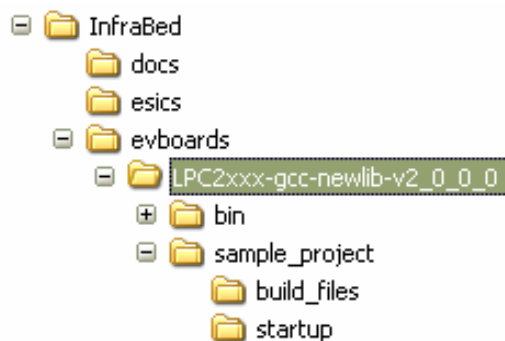 InfraBed
docs
esics
evboards
LPC2xxx-gcc-newlib-v2_0_0_0
bin
sample_project
build_files
startup